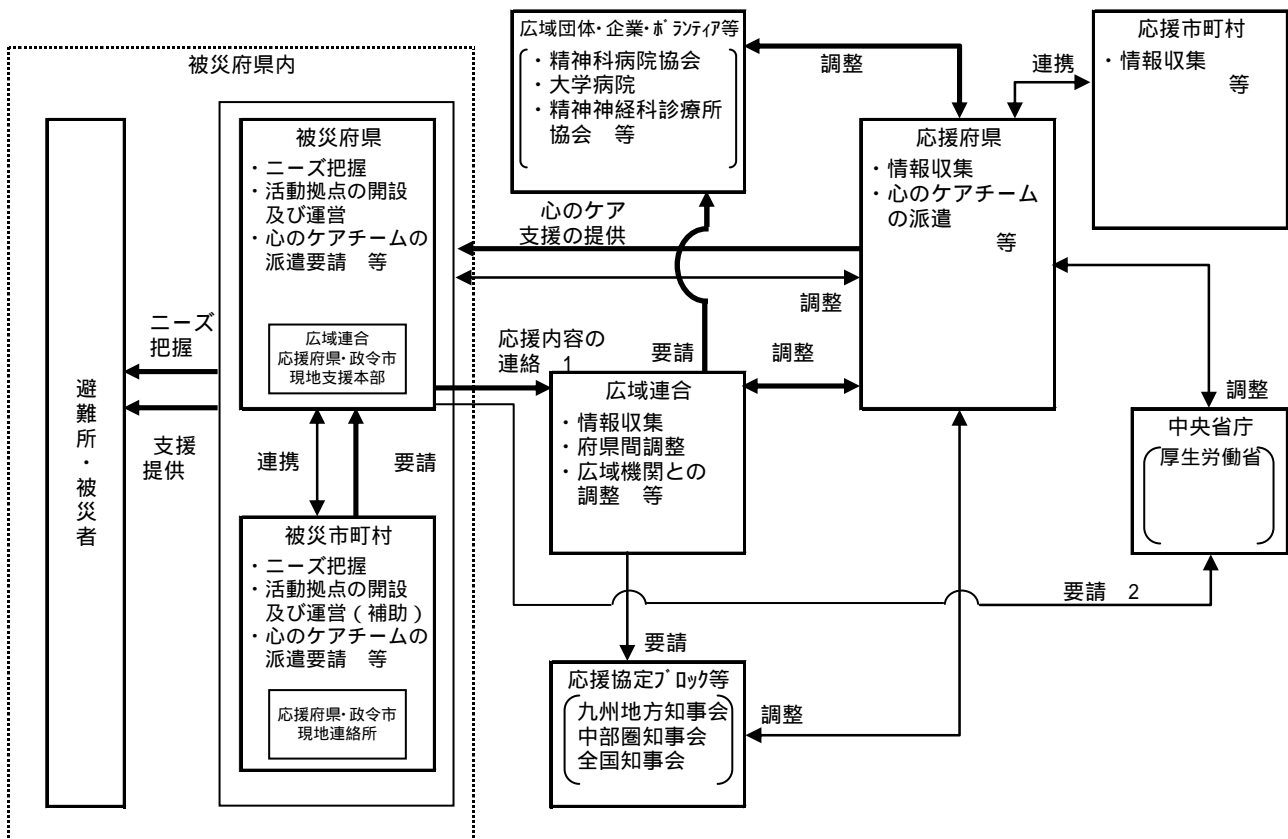 被災府県内
避難所・被災者
ニーズ
把握
支援
提供
被災府県
・ニーズ把握
・活動拠点の開設
及び運営
・心のケアチームの
派遣要請　等
広域連合
応援府県・政令市
現地支援本部
連携
要請
被災市町村
・ニーズ把握
・活動拠点の開設
及び運営（補助）
・心のケアチームの
派遣要請　等
応援府県・政令市
現地連絡所
広域団体・企業・ボランティア等
・精神科病院協会
・大学病院
・精神神経科診療所
協会　等
調整
心のケア
支援の提供
調整
応援内容の
連絡　1
要請
調整
広域連合
・情報収集
・府県間調整
・広域機関との
調整　等
要請
応援協定ブロック等
九州地方知事会
中部圏知事会
全国知事会
調整
応援府県
・情報収集
・心のケアチーム
の派遣
等
連携
応援市町村
・情報収集
等
調整
中央省庁
厚生労働省
要請　2